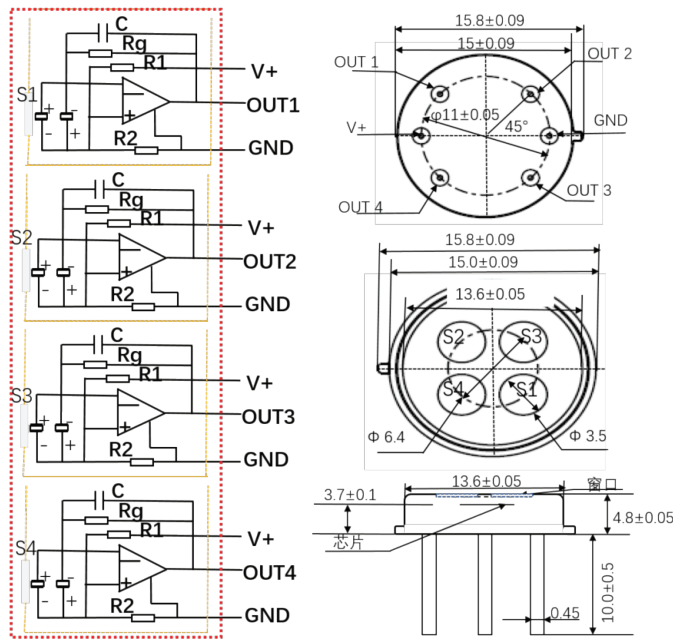 C
Rg
R1
V+
S1
+
-
-
+
-
+
OUT1
R2
GND
C
Rg
R1
V+
S2
+
-
-
+
-
+
OUT2
R2
GND
C
Rg
R1
V+
S3
+
-
-
+
-
+
OUT3
R2
GND
C
Rg
R1
V+
S4
+
-
-
+
-
+
OUT4
R2
GND
15.8±0.09
15±0.09
OUT 1
OUT 2
φ11±0.05
GND
V+
45°
OUT 4
OUT 3
15.8±0.09
15.0±0.09
13.6±0.05
S2
S3
S4
S1
Φ 6.4
Φ 3.5
13.6±0.05
窗口
3.7±0.1
4.8±0.05
芯片
0.45
10.0±0.5